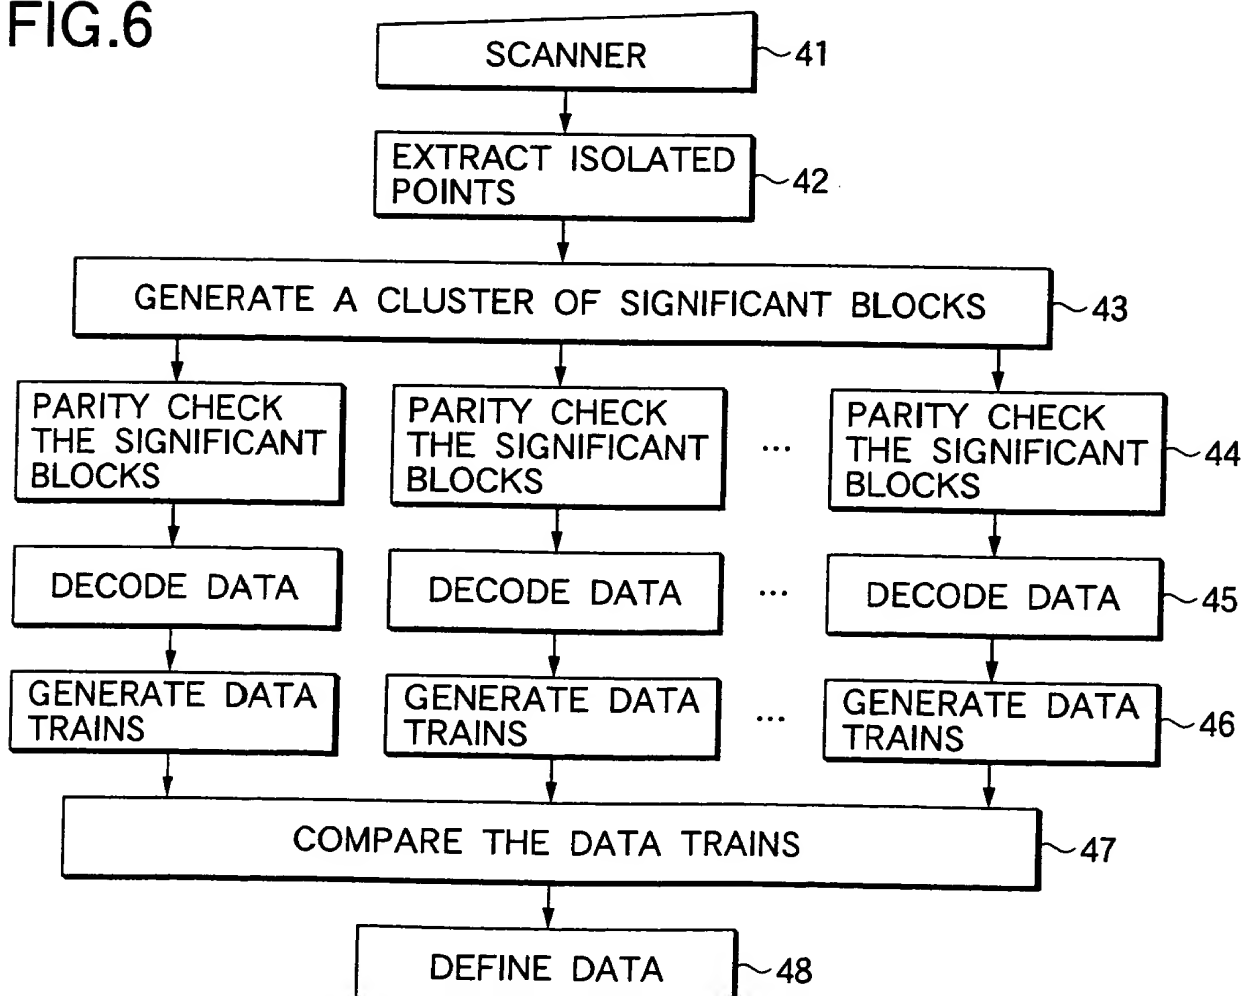 FIG.6
SCANNER
41
EXTRACT ISOLATED
POINTS
42
GENERATE A CLUSTER OF SIGNIFICANT BLOCKS
43
PARITY CHECK
THE SIGNIFICANT
BLOCKS
PARITY CHECK
THE SIGNIFICANT
BLOCKS
...
PARITY CHECK
THE SIGNIFICANT
BLOCKS
44
DECODE DATA
DECODE DATA
...
DECODE DATA
45
GENERATE DATA
TRAINS
GENERATE DATA
TRAINS
...
GENERATE DATA
TRAINS
46
COMPARE THE DATA TRAINS
47
DEFINE DATA
48